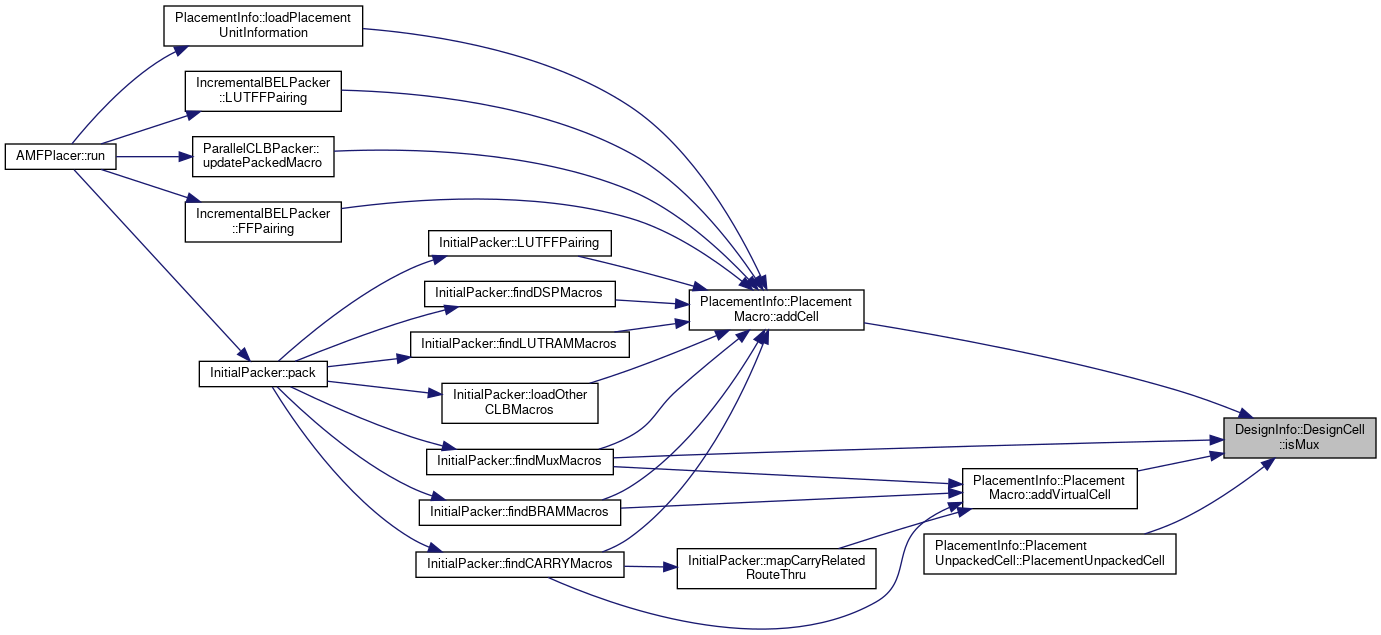 PlacementInfo::loadPlacement
UnitInformation
IncrementalBELPacker
::LUTFFPairing
AMFPlacer::run
ParallelCLBPacker::
updatePackedMacro
IncrementalBELPacker
::FFPairing
InitialPacker::LUTFFPairing
InitialPacker::findDSPMacros
PlacementInfo::Placement
Macro::addCell
InitialPacker::findLUTRAMMacros
InitialPacker::pack
InitialPacker::loadOther
CLBMacros
DesignInfo::DesignCell
::isMux
InitialPacker::findMuxMacros
PlacementInfo::Placement
Macro::addVirtualCell
InitialPacker::findBRAMMacros
PlacementInfo::Placement
UnpackedCell::PlacementUnpackedCell
InitialPacker::findCARRYMacros
InitialPacker::mapCarryRelated
RouteThru